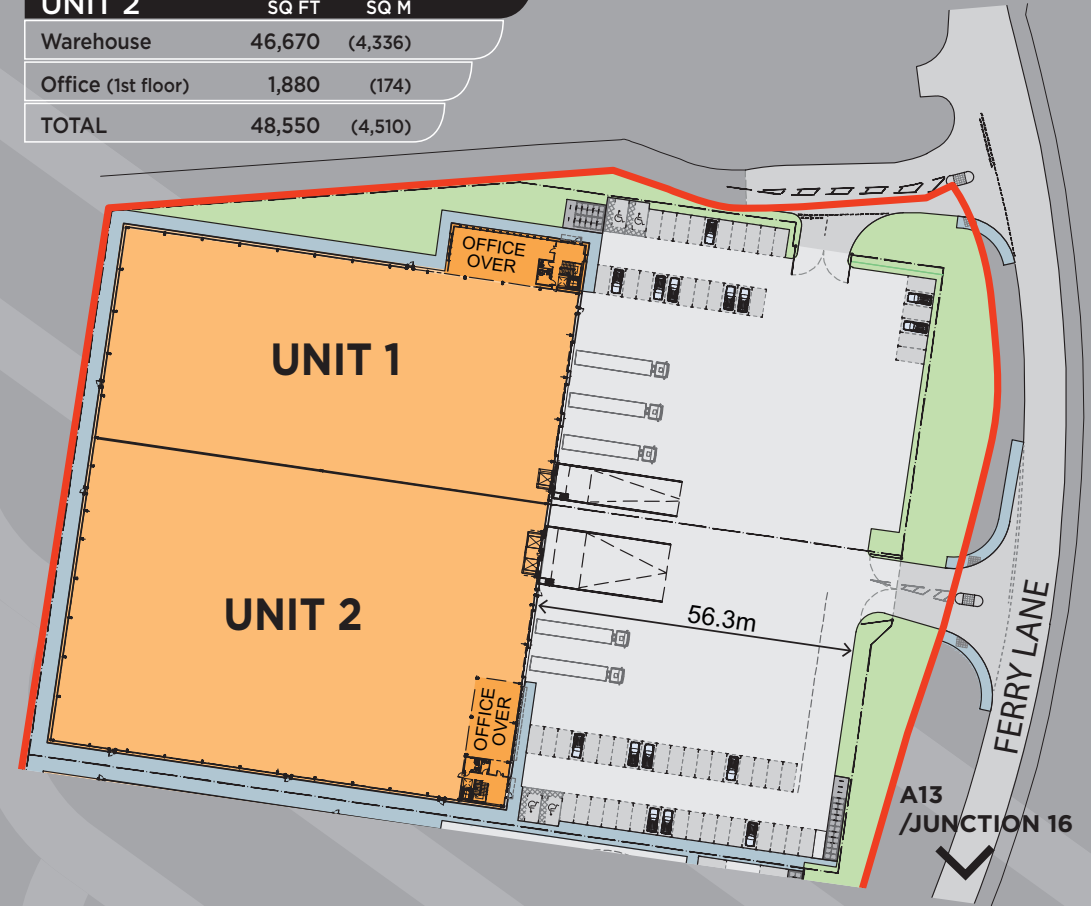 UNIT 2 SQ FT SQ M
Warehouse 46,670 (4,336)
Office (1st floor) 1,880 (174)
TOTAL 48,550 (4,510)
OFFICE
OVER
UNIT 1
UNIT 2
56.3m
OFFICE
OVER
FERRY LANE
A13
/JUNCTION 16